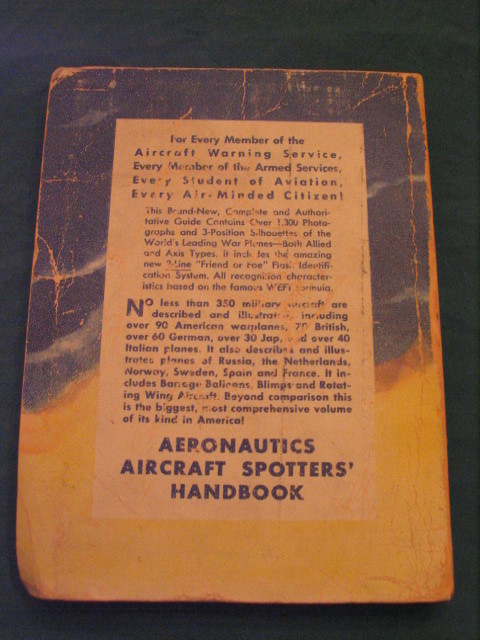 For Every Member of the
Aircraft Warning Service,
Every Member of the Armed Services,
Every Student of Aviation,
Every Air-Minded Citizen!
This Brand-New, Complete and Authori-
tative Guide Contains Over 1,300 Photo-
graphs and 3-Position Silhouettes of the
World's Leading War Planes—Both Allied
and Axis Types. It includes the amazing
new 2-Line "Friend or Foe" Flash Identifi-
cation System. All recognition character-
istics based on the famous WEFT formula.
No less than 350 military aircraft are
described and illustrated, including
over 90 American warplanes, 70 British,
over 60 German, over 30 Jap, and over 40
Italian planes. It also describes and illus-
trates planes of Russia, the Netherlands,
Norway, Sweden, Spain and France. It in-
cludes Barrage Balloons, Blimps and Rotat-
ing Wing Aircraft. Beyond comparison this
is the biggest, most comprehensive volume
of its kind in America!
AERONAUTICS
AIRCRAFT SPOTTERS'
HANDBOOK